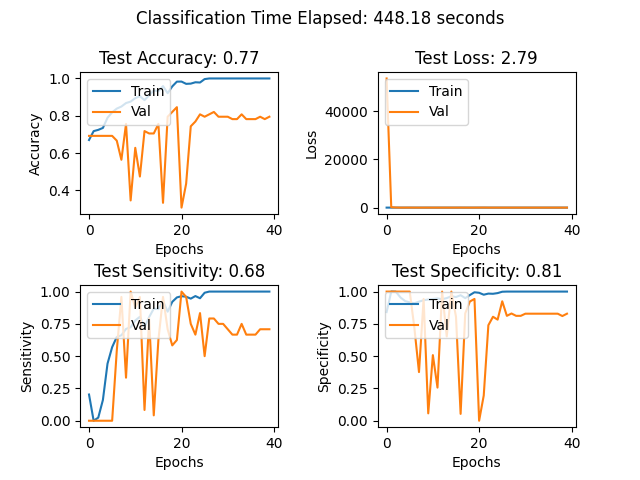 Classification Time Elapsed: 448.18 seconds
Test Accuracy: 0.77
Test Loss: 2.79
1.0
0.8
0.6
0.4
Accuracy
Train
Val
0
20
40
Epochs
40000
20000
0
Loss
Train
Val
0
20
40
Epochs
Test Sensitivity: 0.68
Test Specificity: 0.81
1.00
0.75
0.50
0.25
0.00
Sensitivity
Train
Val
0
20
40
Epochs
1.00
0.75
0.50
0.25
0.00
Specificity
Train
Val
0
20
40
Epochs